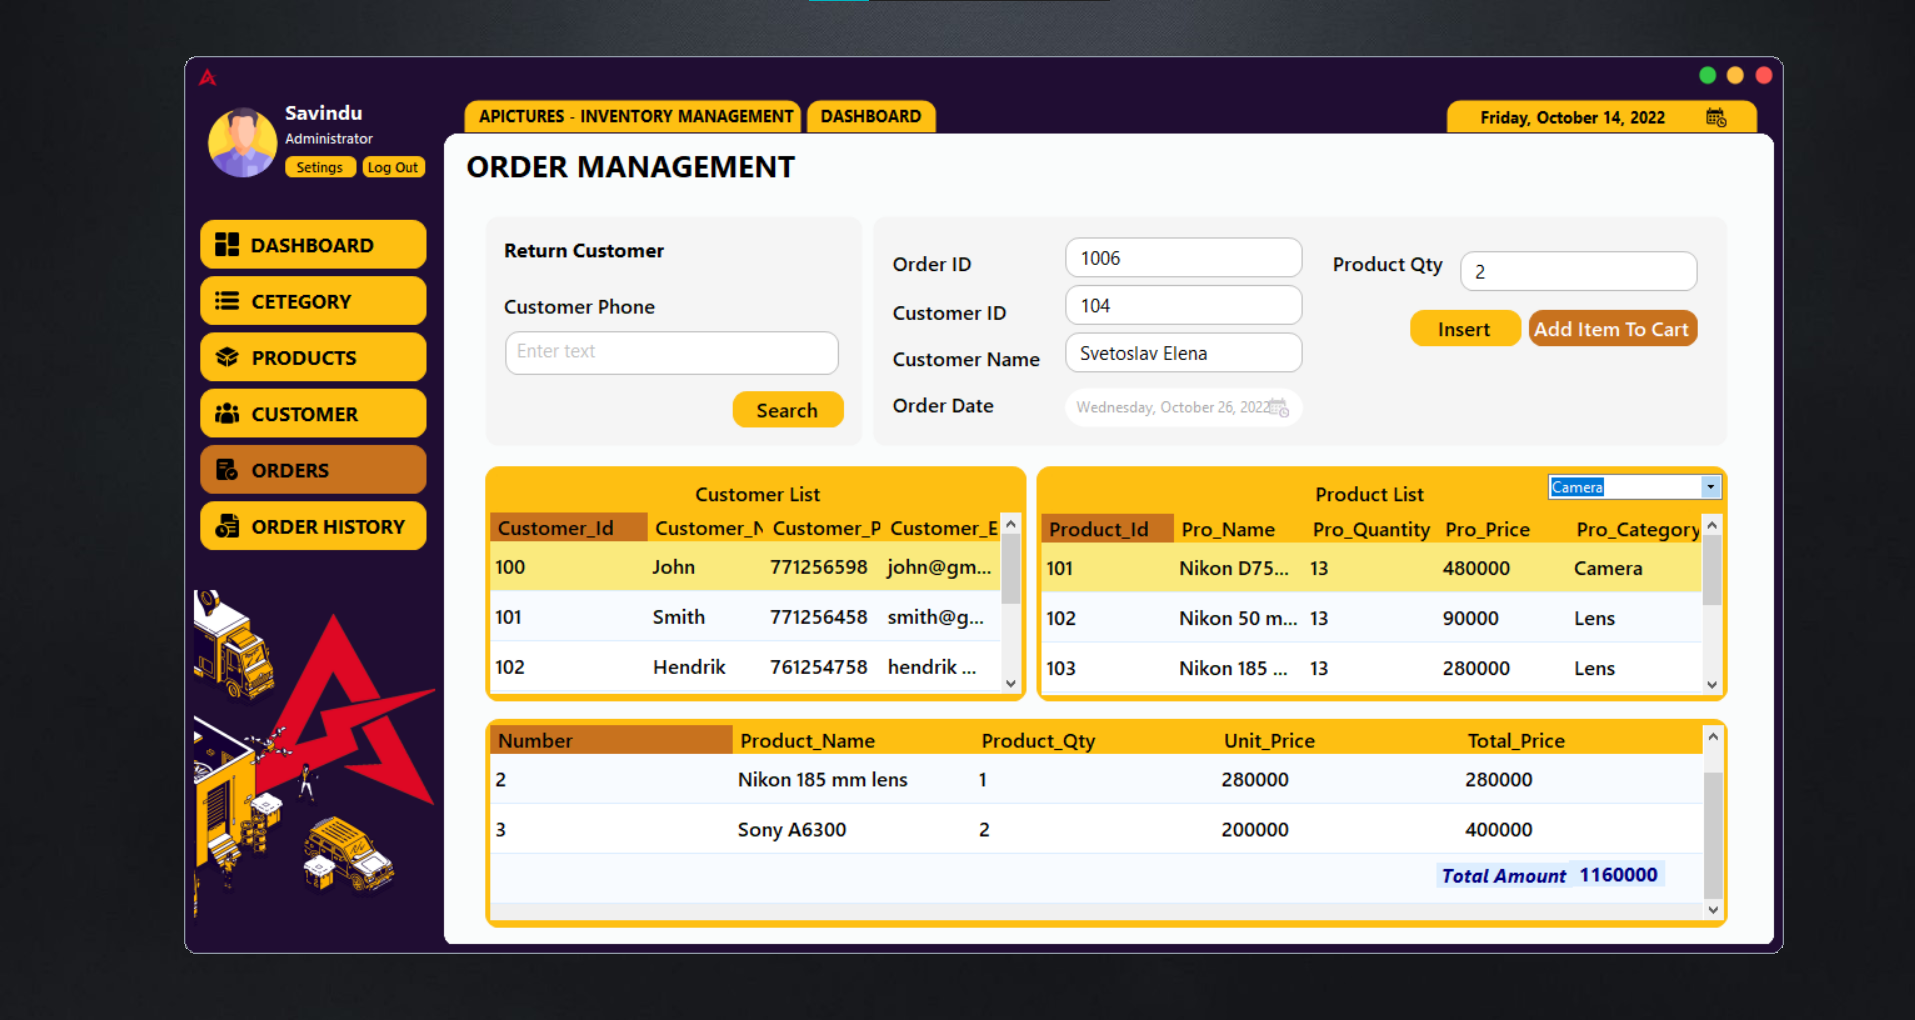 Savindu
Administrator
Setings Log Out
APICTURES - INVENTORY MANAGEMENT DASHBOARD
Friday, October 14, 2022
ORDER MANAGEMENT
DASHBOARD
CETEGORY
PRODUCTS
CUSTOMER
ORDERS
ORDER HISTORY
Return Customer
Customer Phone
Enter text
Search
Order ID 1006
Customer ID 104
Customer Name Svetoslav Elena
Order Date Wednesday, October 26, 2022
Product Qty 2
Insert Add Item To Cart
Customer List
Customer_Id Customer_N Customer_P Customer_E
100 John 771256598 john@gm...
101 Smith 771256458 smith@g...
102 Hendrik 761254758 hendrik ...
Product List Camera
Product_Id Pro_Name Pro_Quantity Pro_Price Pro_Category
101 Nikon D75... 13 480000 Camera
102 Nikon 50 m... 13 90000 Lens
103 Nikon 185 ... 13 280000 Lens
Number Product_Name Product_Qty Unit_Price Total_Price
2 Nikon 185 mm lens 1 280000 280000
3 Sony A6300 2 200000 400000
Total Amount 1160000